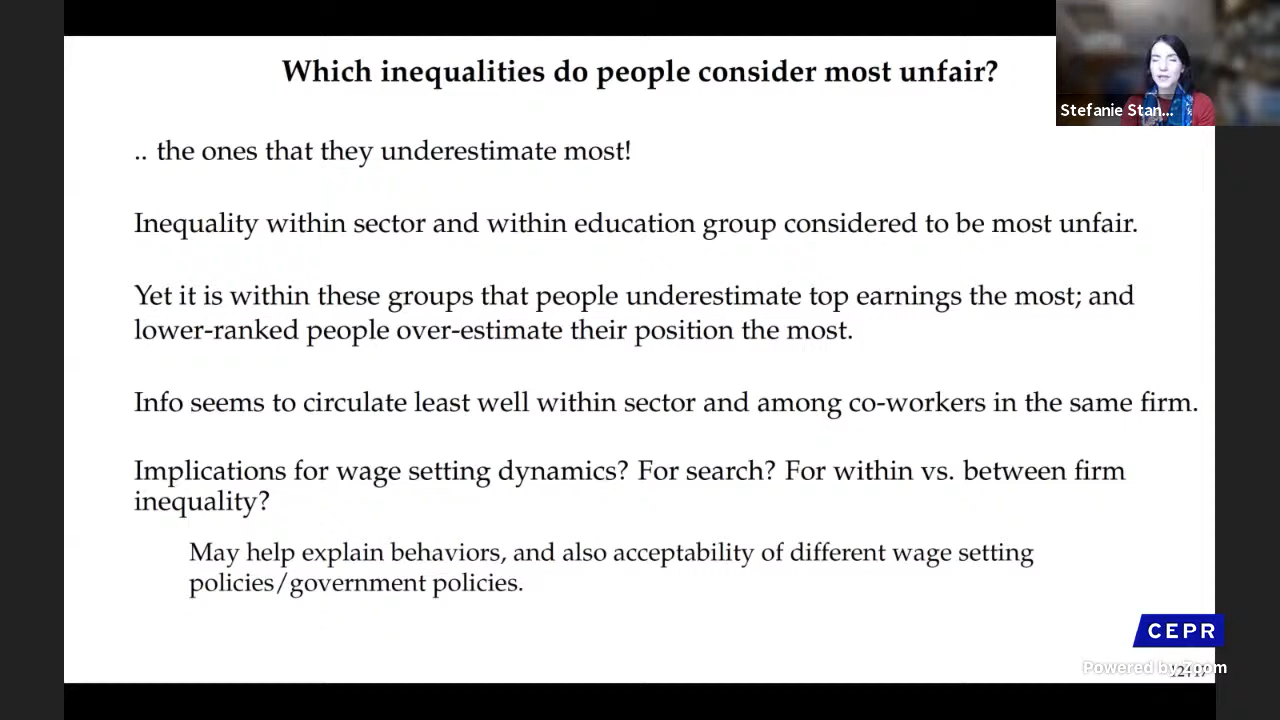 Which inequalities do people consider most unfair?
Stefanie Stan...
.. the ones that they underestimate most!
Inequality within sector and within education group considered to be most unfair.
Yet it is within these groups that people underestimate top earnings the most; and
lower-ranked people over-estimate their position the most.
Info seems to circulate least well within sector and among co-workers in the same firm.
Implications for wage setting dynamics? For search? For within vs. between firm
inequality?
May help explain behaviors, and also acceptability of different wage setting
policies/government policies.
CEPR
Powered by Zoom